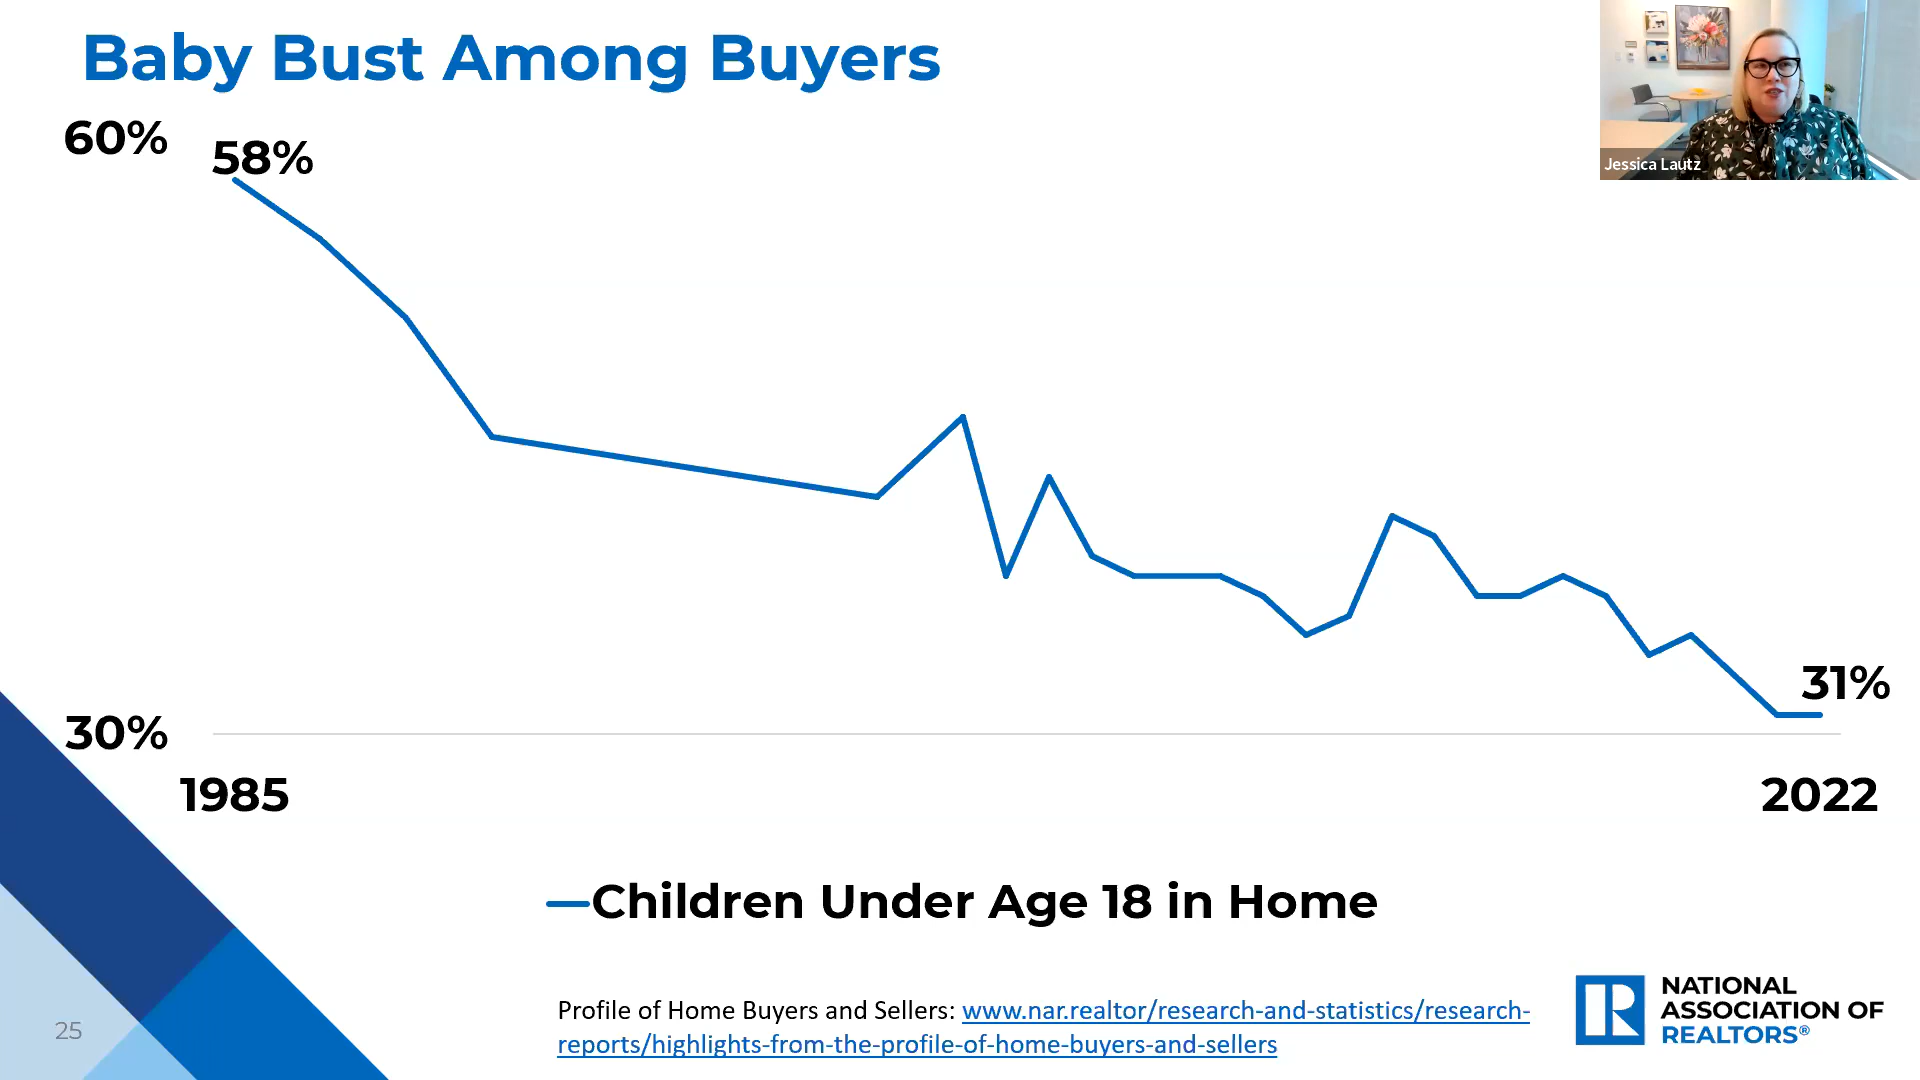 Baby Bust Among Buyers
Jessica Lautz
60%
58%
31%
30%
1985
2022
Children Under Age 18 in Home
Profile of Home Buyers and Sellers: www.nar.realtor/research-and-statistics/research-
reports/highlights-from-the-profile-of-home-buyers-and-sellers
NATIONAL
ASSOCIATION OF
REALTORS®
25